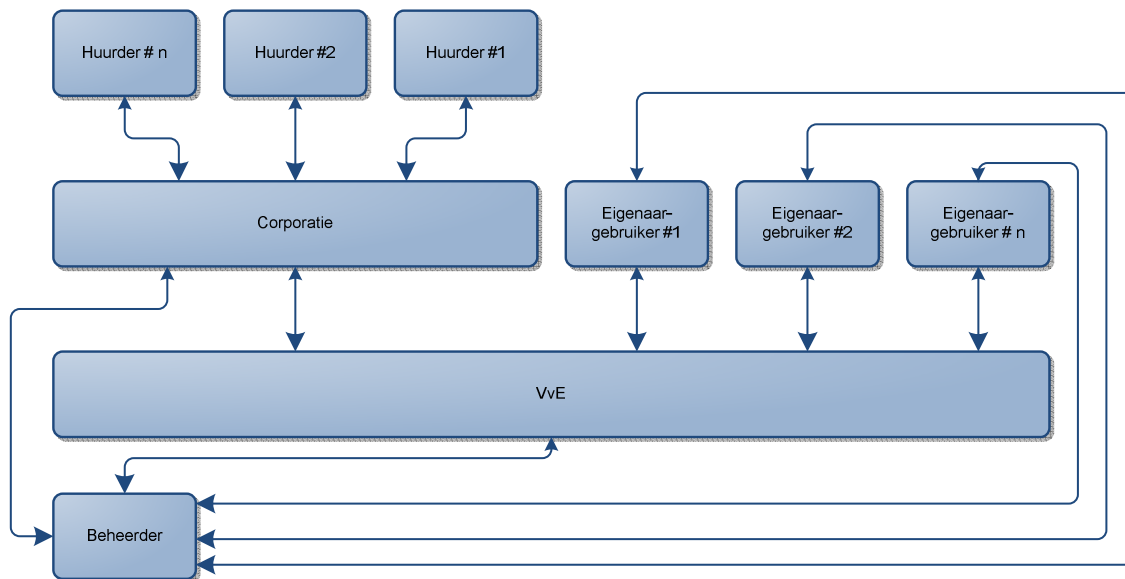 Huurder # n
Huurder #2
Huurder #1
Corporatie
Eigenaar-
gebruiker #1
Eigenaar-
gebruiker #2
Eigenaar-
gebruiker # n
VvE
Beheerder